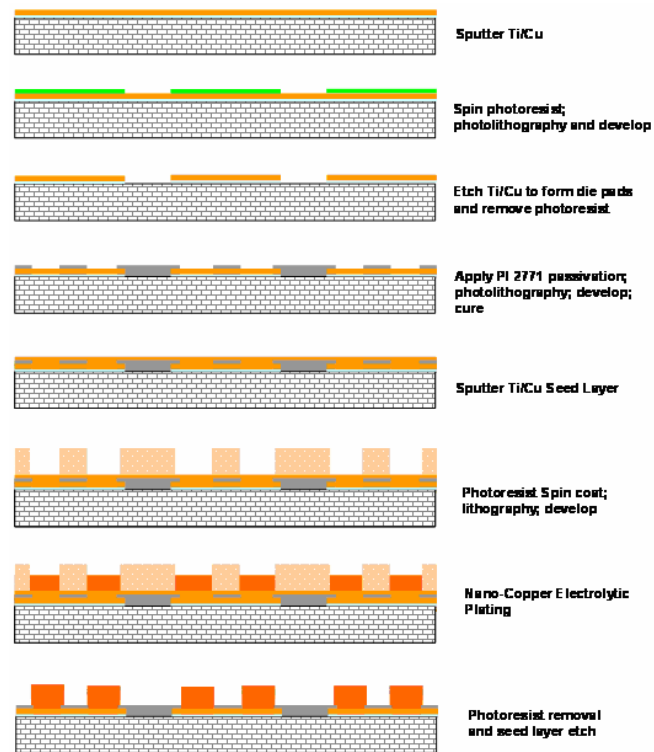 Sputter Ti/Cu
Spin photoresist;
photolithography and develop
Etch Ti/Cu to form die pads
and remove photoresist
Apply PI 2771 passivation;
photolithography; develop;
cure
Sputter Ti/Cu Seed Layer
Photoresist Spin coat;
lithography; develop
Nano-Copper Electrolytic
Plating
Photoresist removal
and seed layer etch